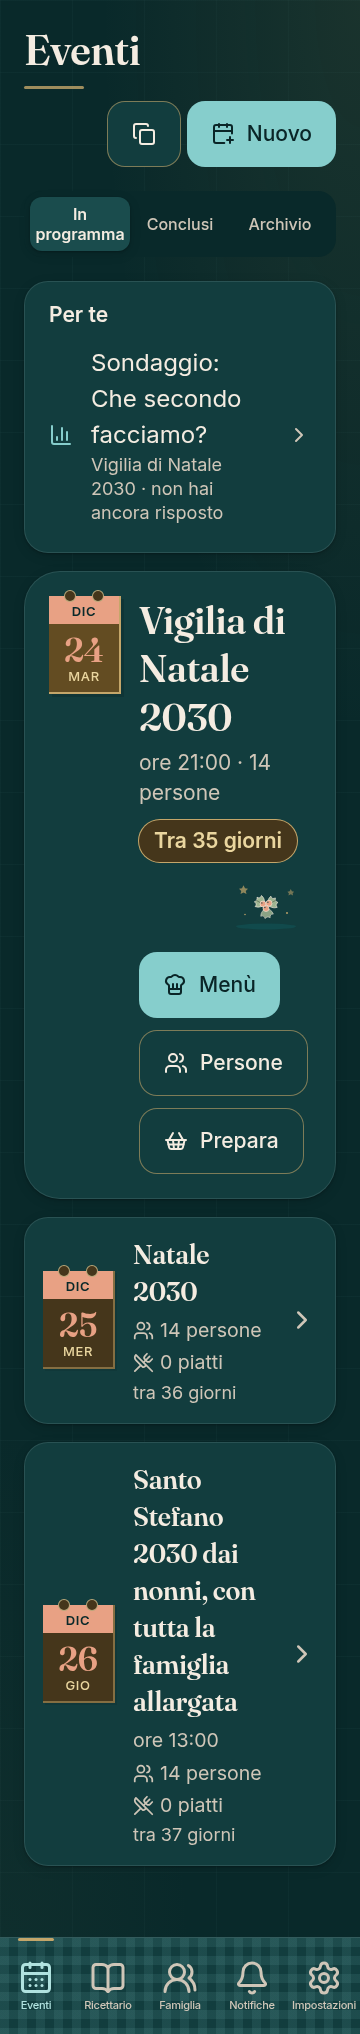 Eventi
Nuovo
In
programma
Conclusi
Archivio
Per te
Sondaggio:
Che secondo
facciamo?
Vigilia di Natale
2030 · non hai
ancora risposto
DIC
24
MAR
Vigilia di
Natale
2030
ore 21:00 · 14
persone
Tra 35 giorni
Menù
Persone
Prepara
DIC
25
MER
Natale
2030
14 persone
0 piatti
tra 36 giorni
DIC
26
GIO
Santo
Stefano
2030 dai
nonni, con
tutta la
famiglia
allargata
ore 13:00
14 persone
0 piatti
tra 37 giorni
Eventi
Ricettario
Famiglia
Notifiche
Impostazioni